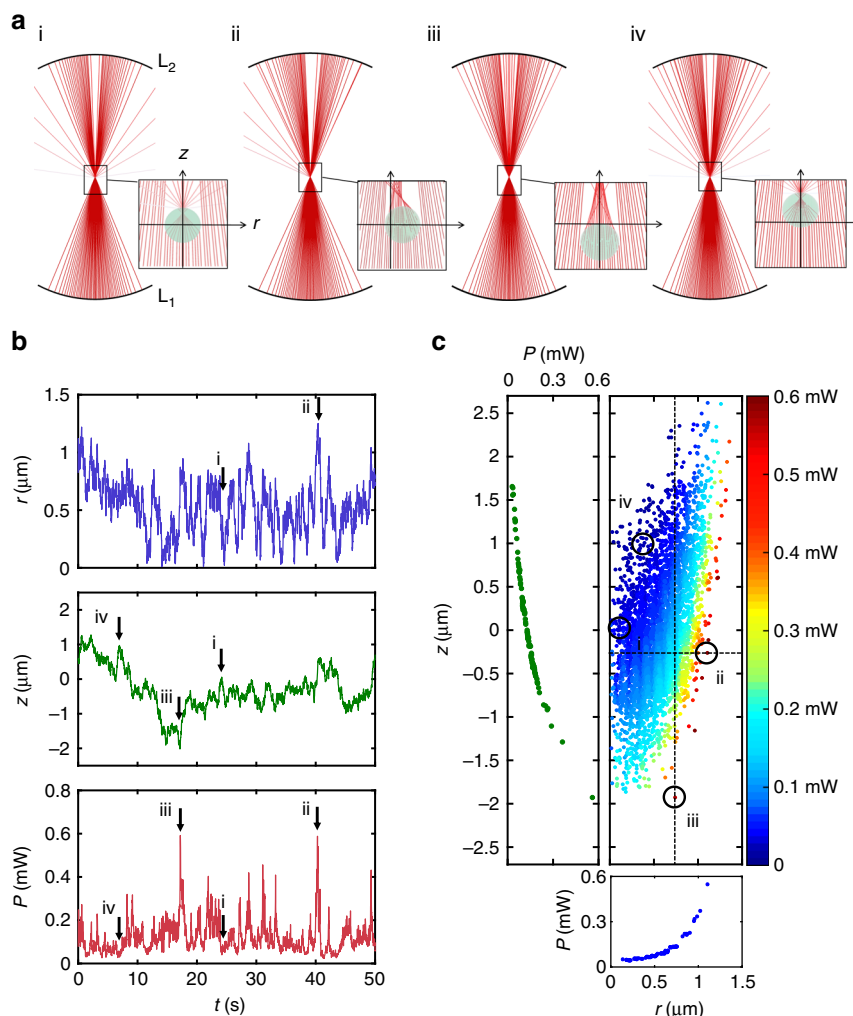 a
i ii iii iv
L2
z
r
L1
b
c
1.5
1
0.5
0
r (μm)
ii
i
2
1
0
−1
−2
z (μm)
iv
i
iii
0.8
0.6
0.4
0.2
0
P (mW)
iii
ii
iv
i
0 10 20 30 40 50
t (s)
P (mW)
0 0.3 0.6
2.5
2
1.5
1
0.5
0
−0.5
−1
−1.5
−2
−2.5
z (μm)
iv
i
ii
iii
0.6 mW
0.5 mW
0.4 mW
0.3 mW
0.2 mW
0.1 mW
0
0.6
0.3
0
P (mW)
0 0.5 1 1.5
r (μm)